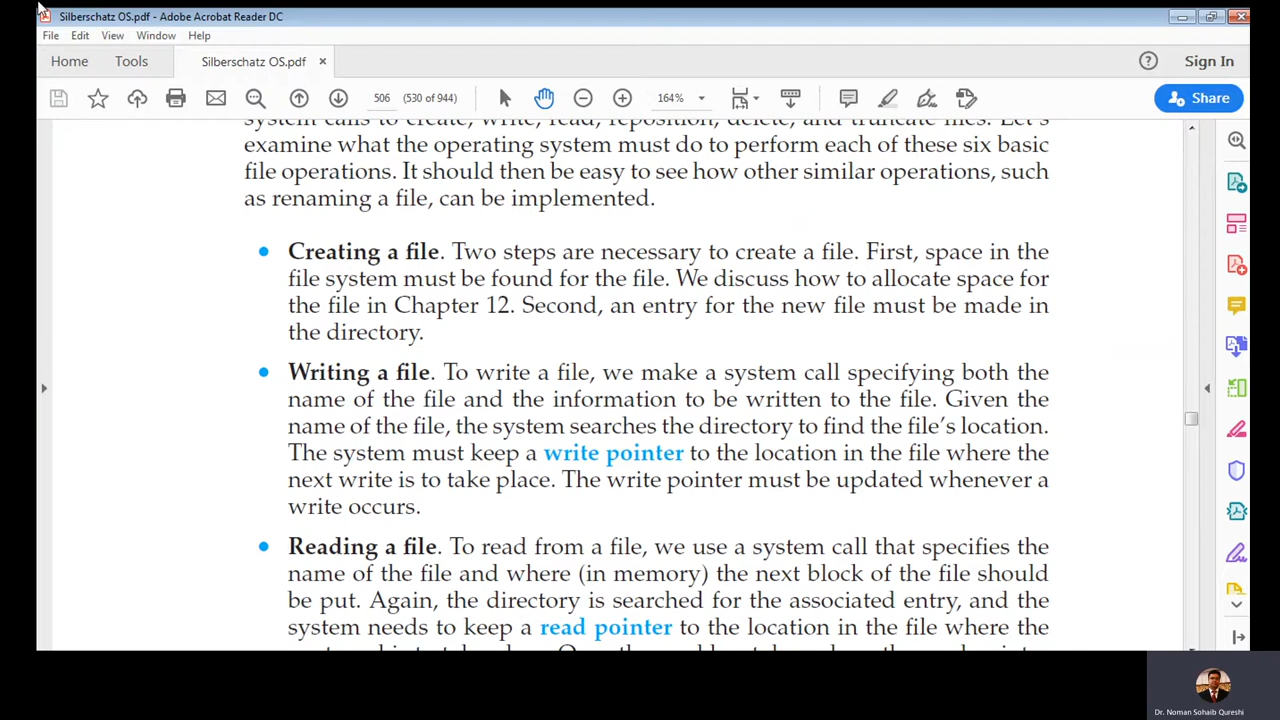 Silberschatz OS.pdf - Adobe Acrobat Reader DC
File Edit View Window Help
Home Tools Silberschatz OS.pdf × Sign In
506 (530 of 944) 164% Share
system calls to create, write, read, reposition, delete, and truncate files. Let's
examine what the operating system must do to perform each of these six basic
file operations. It should then be easy to see how other similar operations, such
as renaming a file, can be implemented.
• Creating a file. Two steps are necessary to create a file. First, space in the
file system must be found for the file. We discuss how to allocate space for
the file in Chapter 12. Second, an entry for the new file must be made in
the directory.
• Writing a file. To write a file, we make a system call specifying both the
name of the file and the information to be written to the file. Given the
name of the file, the system searches the directory to find the file's location.
The system must keep a write pointer to the location in the file where the
next write is to take place. The write pointer must be updated whenever a
write occurs.
• Reading a file. To read from a file, we use a system call that specifies the
name of the file and where (in memory) the next block of the file should
be put. Again, the directory is searched for the associated entry, and the
system needs to keep a read pointer to the location in the file where the
Dr. Noman Sohaib Qureshi